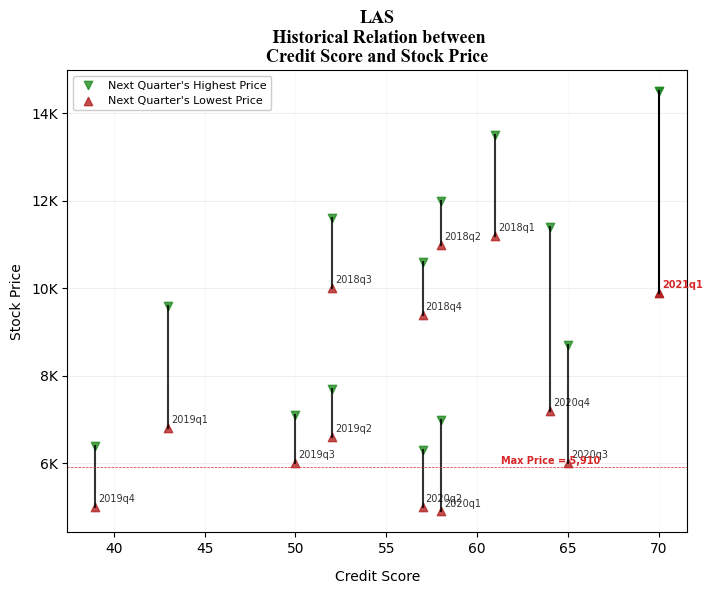 LAS
Historical Relation between
Credit Score and Stock Price
Next Quarter's Highest Price
Next Quarter's Lowest Price
14K
12K
10K
8K
6K
Stock Price
2018q1
2018q2
2018q3
2021q1
2018q4
2019q1
2020q4
2019q2
2019q3
2020q3
Max Price = 5,910
2019q4
2020q2
2020q1
40
45
50
55
60
65
70
Credit Score